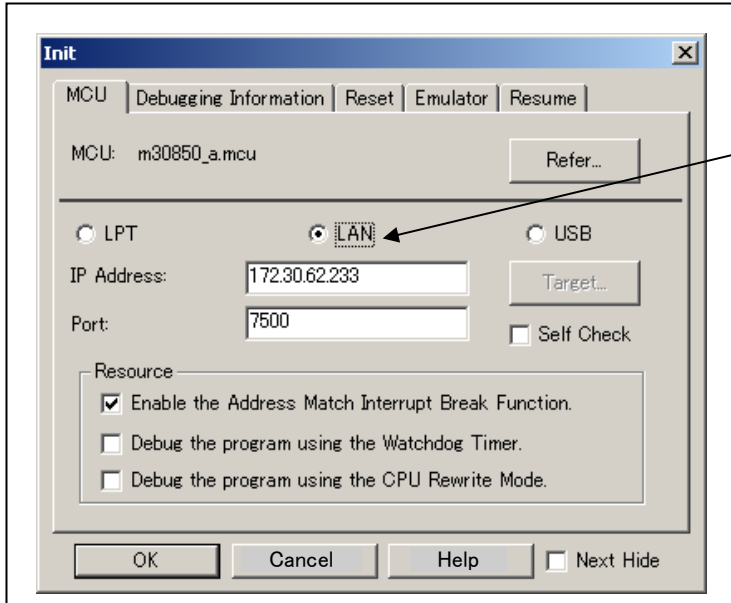 Init
MCU Debugging Information Reset Emulator Resume
MCU: m30850_a.mcu Refer...
LPT LAN USB
IP Address: 172.30.62.233 Target...
Port: 7500 Self Check
Resource
Enable the Address Match Interrupt Break Function.
Debug the program using the Watchdog Timer.
Debug the program using the CPU Rewrite Mode.
OK Cancel Help Next Hide